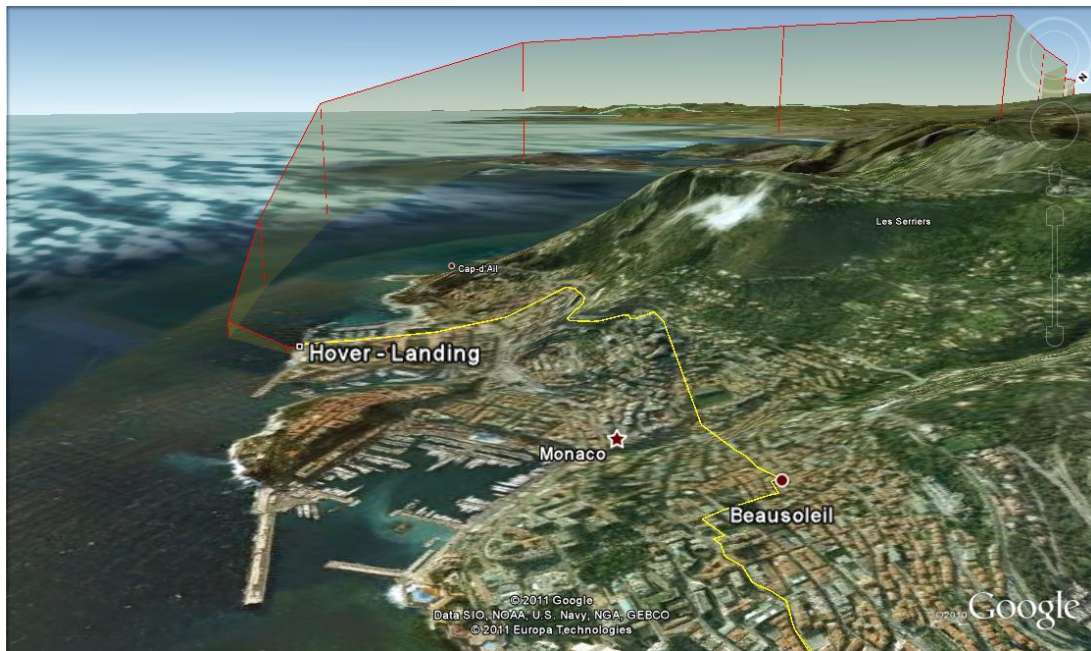 N
Les Serriers
Cap-d'Ail
Hover - Landing
Monaco
Beausoleil
© 2011 Google
Data SIO, NOAA, U.S. Navy, NGA, GEBCO
© 2011 Europa Technologies
©2010 Google